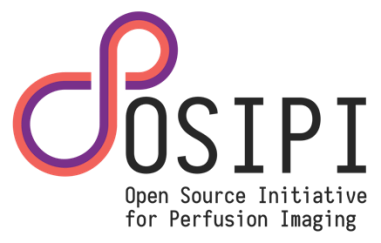 OSIPI
Open Source Initiative
for Perfusion Imaging